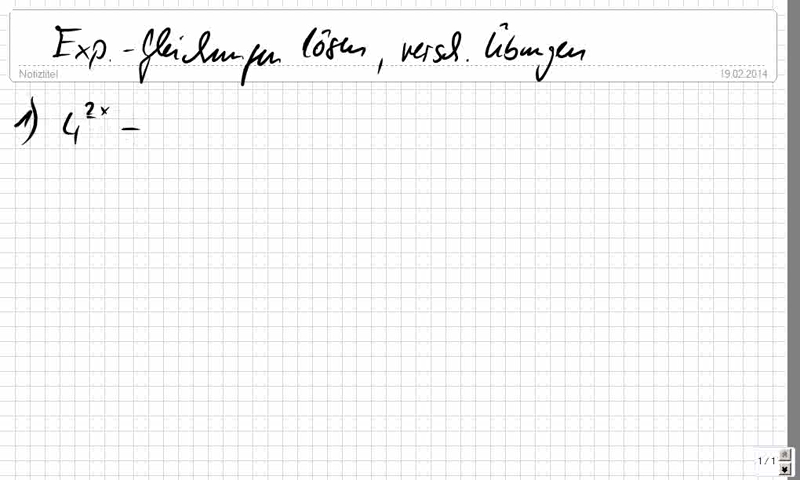 Exp.-Gleichungen lösen, versch. Übungen
Notiztitel 19.02.2014
1) 4^2x -
1 / 1